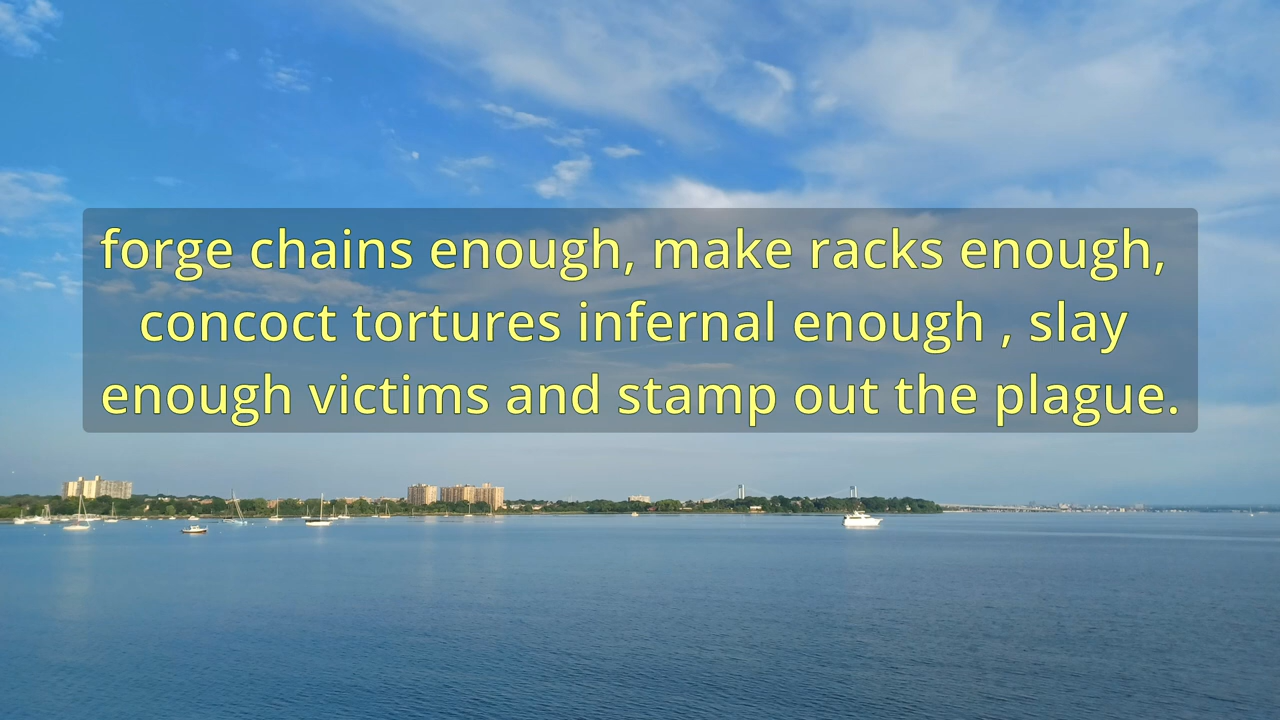 forge chains enough, make racks enough,
concoct tortures infernal enough , slay
enough victims and stamp out the plague.